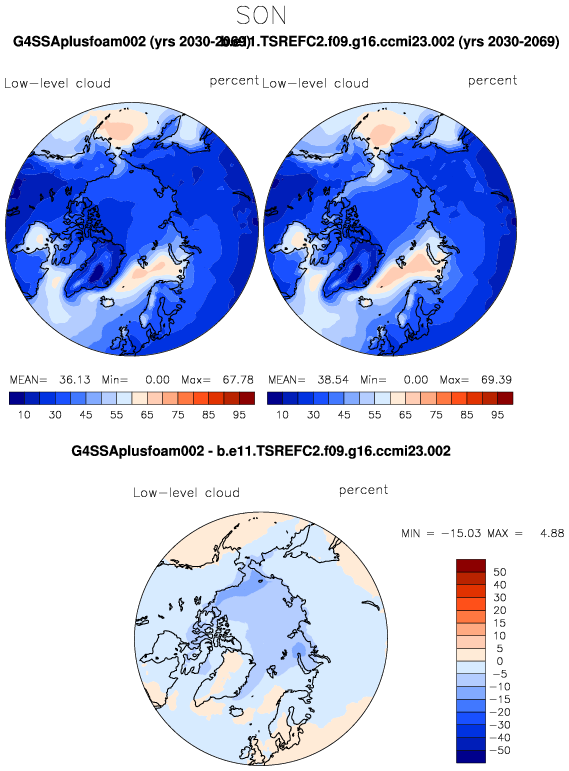 SON
G4SSAplusfoam002 (yrs 2030-2069) b.e11.TSREFC2.f09.g16.ccmi23.002 (yrs 2030-2069)
Low-level cloud percent Low-level cloud percent
MEAN= 36.13 Min= 0.00 Max= 67.78 MEAN= 38.54 Min= 0.00 Max= 69.39
10 30 45 55 65 75 85 95 10 30 45 55 65 75 85 95
G4SSAplusfoam002 - b.e11.TSREFC2.f09.g16.ccmi23.002
Low-level cloud percent
MIN = -15.03 MAX = 4.88
50
40
30
20
15
10
5
0
-5
-10
-15
-20
-30
-40
-50